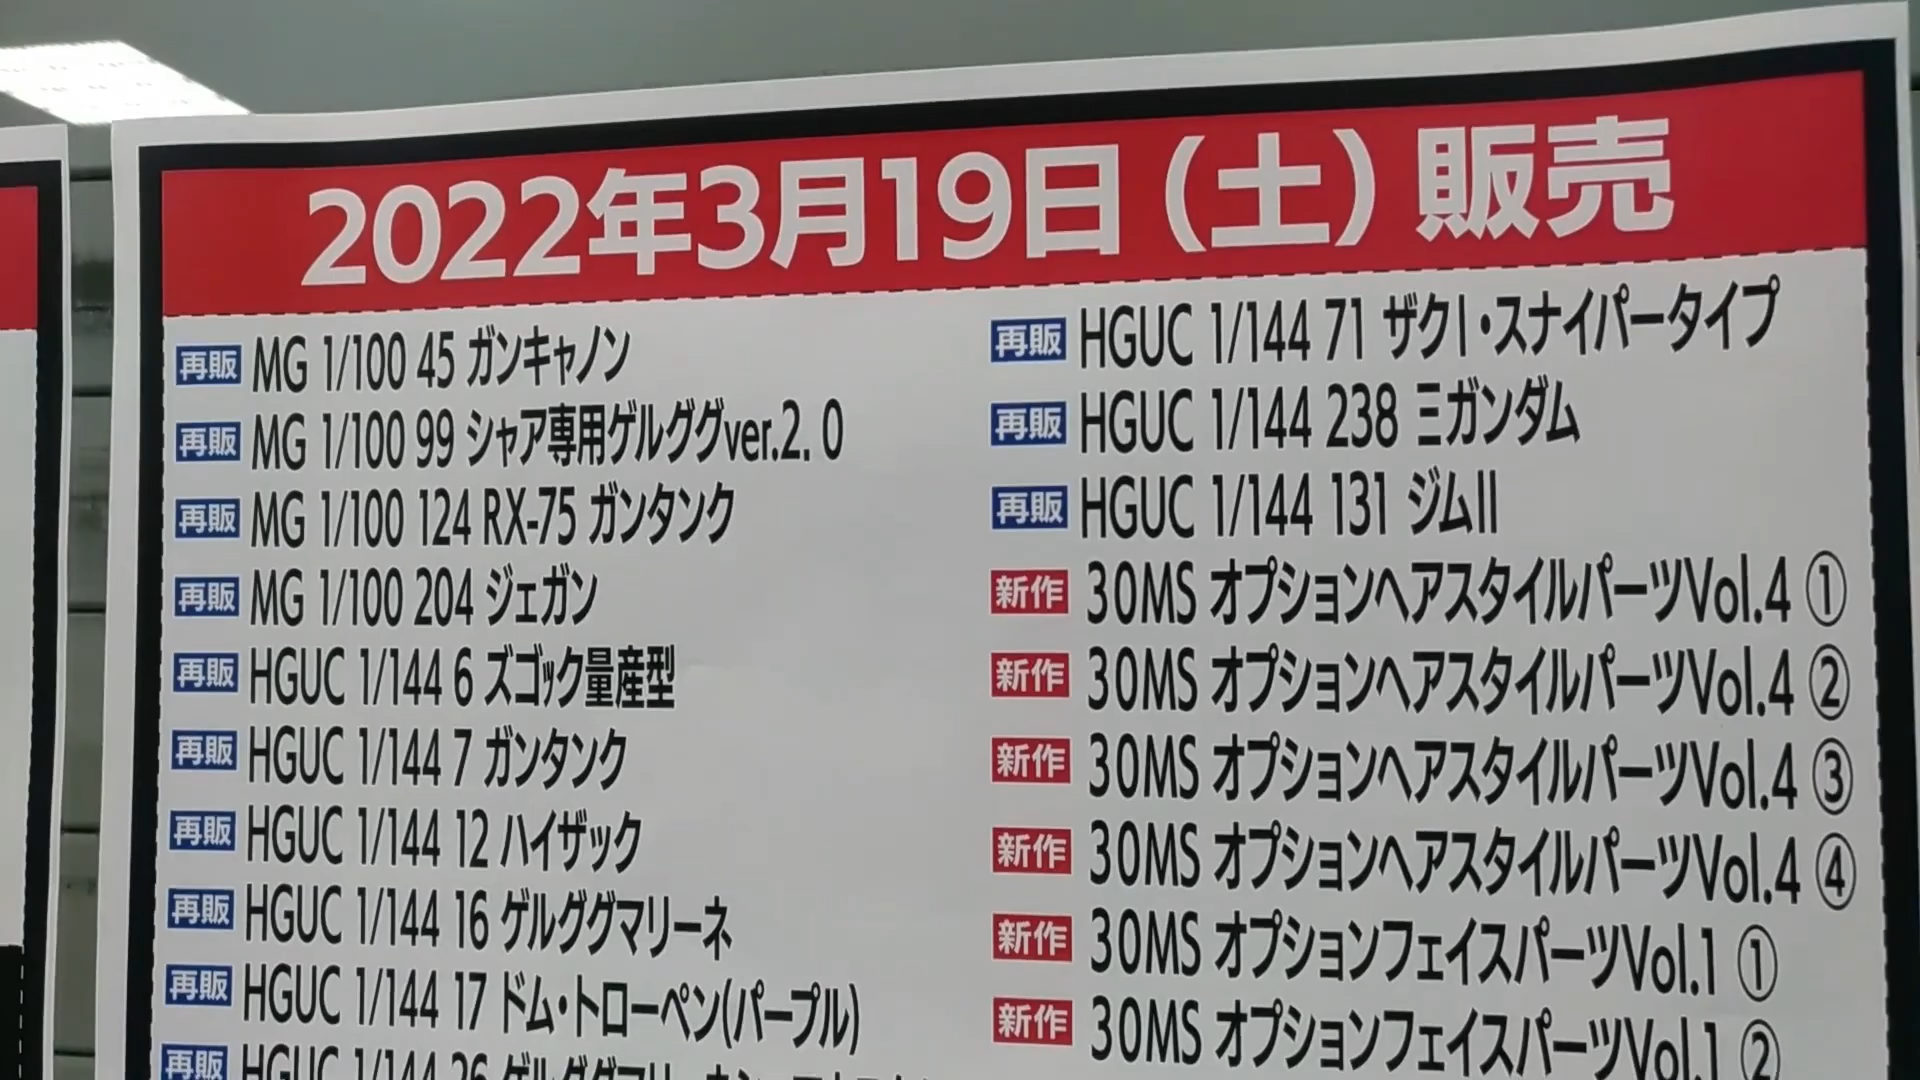 2022年3月19日(土)販売
再販 MG 1/100 45 ガンキャノン
再販 MG 1/100 99 シャア専用ゲルググver.2.0
再販 MG 1/100 124 RX-75 ガンタンク
再販 MG 1/100 204 ジェガン
再販 HGUC 1/144 6 ズゴック量産型
再販 HGUC 1/144 7 ガンタンク
再販 HGUC 1/144 12 ハイザック
再販 HGUC 1/144 16 ゲルググマリーネ
再販 HGUC 1/144 17 ドム・トローペン(パープル)
再販 HGUC 1/144 26
再販 HGUC 1/144 71 ザクI・スナイパータイプ
再販 HGUC 1/144 238 Ξガンダム
再販 HGUC 1/144 131 ジムII
新作 30MS オプションヘアスタイルパーツVol.4 ①
新作 30MS オプションヘアスタイルパーツVol.4 ②
新作 30MS オプションヘアスタイルパーツVol.4 ③
新作 30MS オプションヘアスタイルパーツVol.4 ④
新作 30MS オプションフェイスパーツVol.1 ①
新作 30MS オプションフェイスパーツVol.1 ②